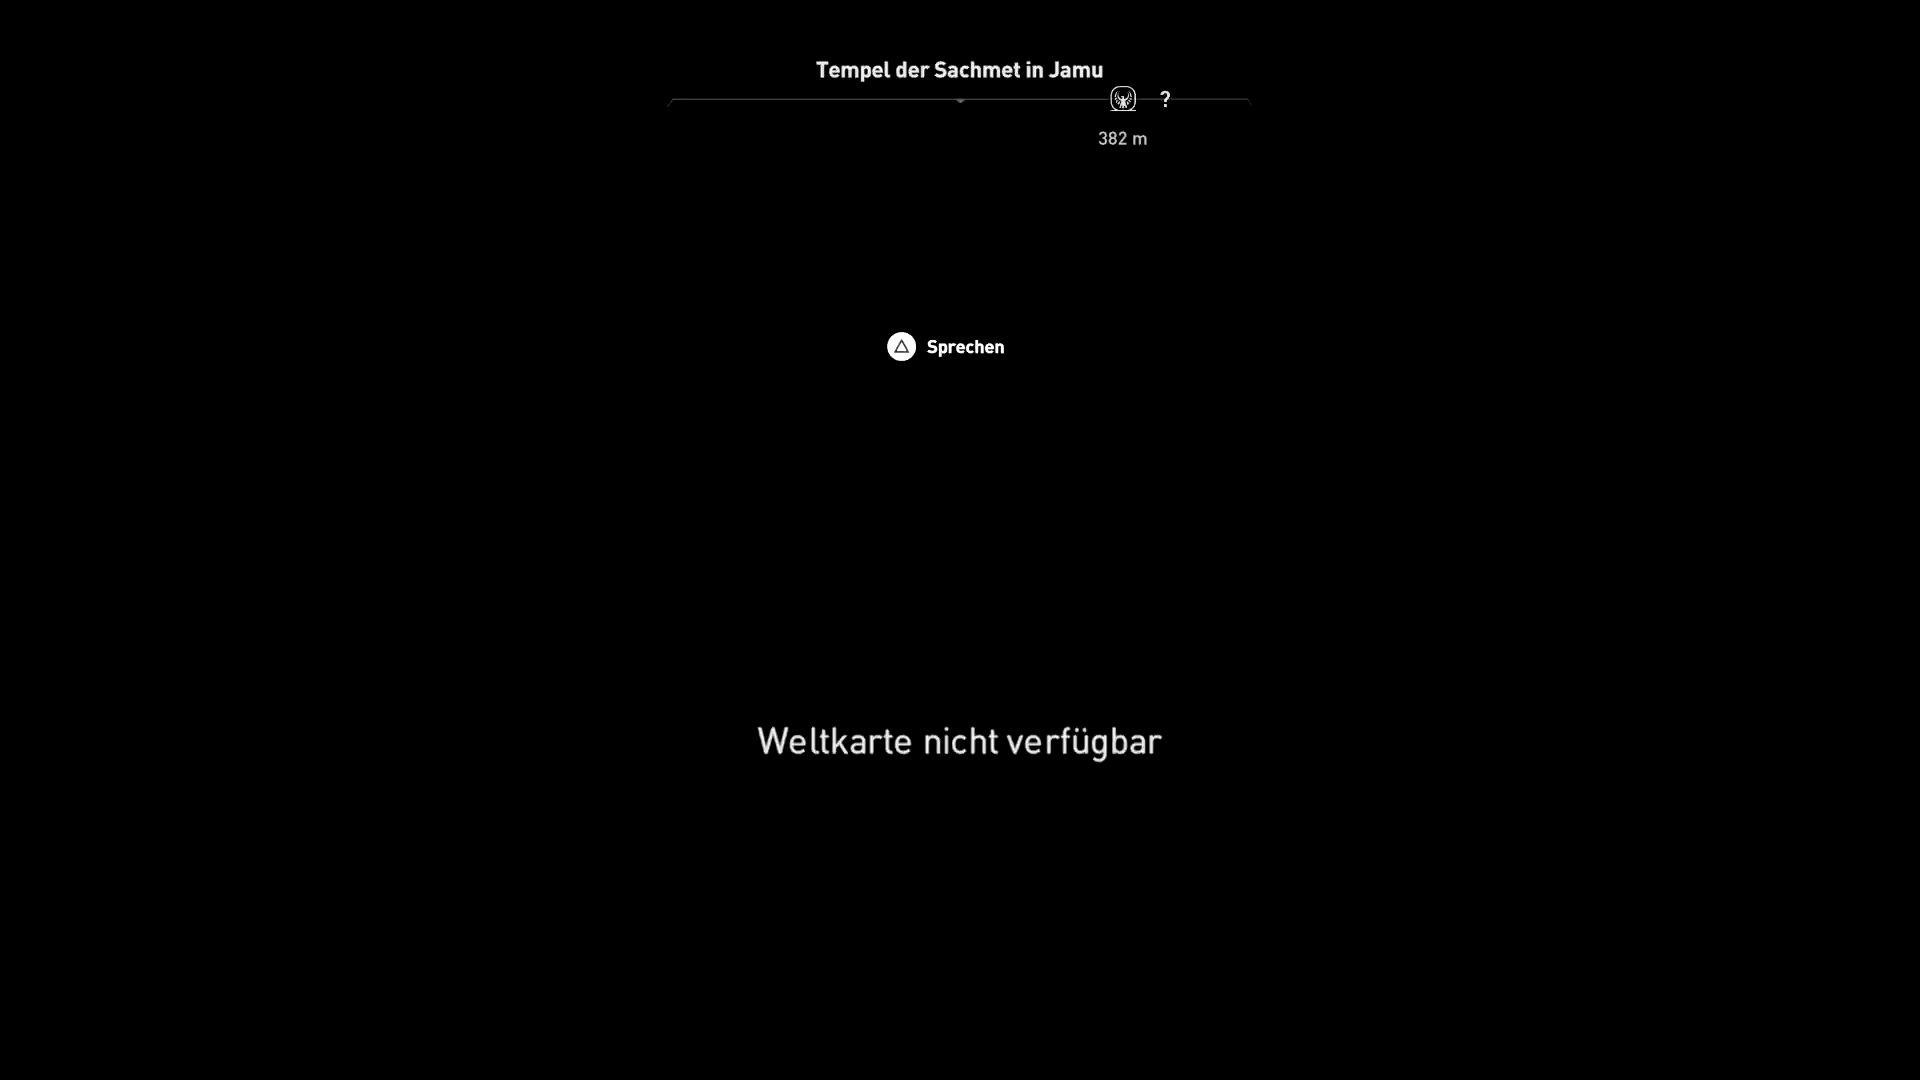 Tempel der Sachmet in Jamu
?
382 m
Sprechen
Weltkarte nicht verfügbar